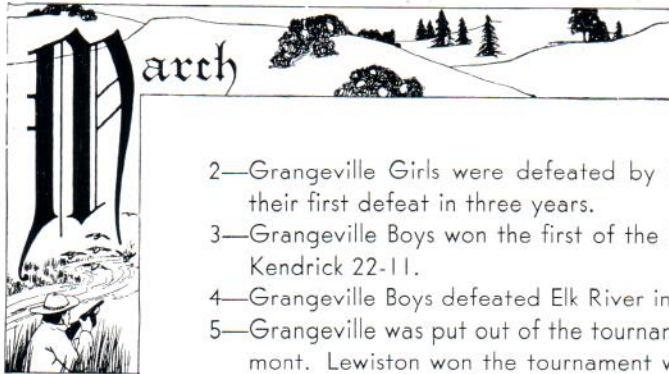 March
2—Grangeville Girls were defeated by
their first defeat in three years.
3—Grangeville Boys won the first of the
Kendrick 22-11.
4—Grangeville Boys defeated Elk River in
5—Grangeville was put out of the tournam
mont. Lewiston won the tournament w